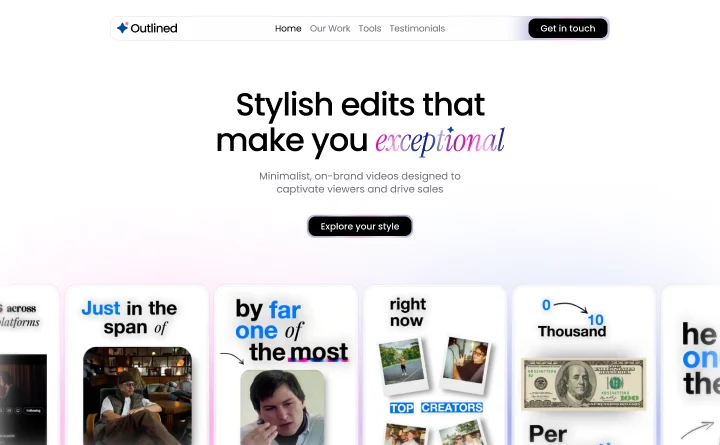 Outlined
Home Our Work Tools Testimonials
Get in touch
Stylish edits that
make you exceptional
Minimalist, on-brand videos designed to
captivate viewers and drive sales
Explore your style
across
platforms
Following
Just in the
span of
by far
one of
the most
right
now
TOP CREATORS
0
10
Thousand
100
Per
he
on
the